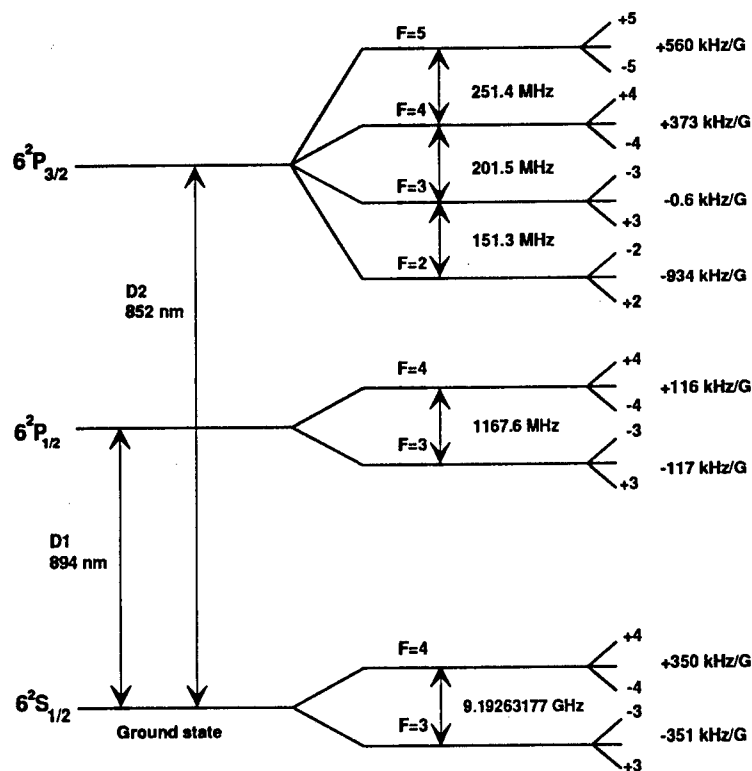 F=5
+5
+560 kHz/G
-5
251.4 MHz
+4
F=4
+373 kHz/G
-4
6²P3/2
201.5 MHz
-3
F=3
-0.6 kHz/G
+3
151.3 MHz
-2
F=2
-934 kHz/G
+2
D2
852 nm
+4
F=4
+116 kHz/G
-4
6²P1/2
1167.6 MHz
-3
F=3
-117 kHz/G
+3
D1
894 nm
+4
F=4
+350 kHz/G
-4
6²S1/2
9.19263177 GHz
-3
Ground state
F=3
-351 kHz/G
+3